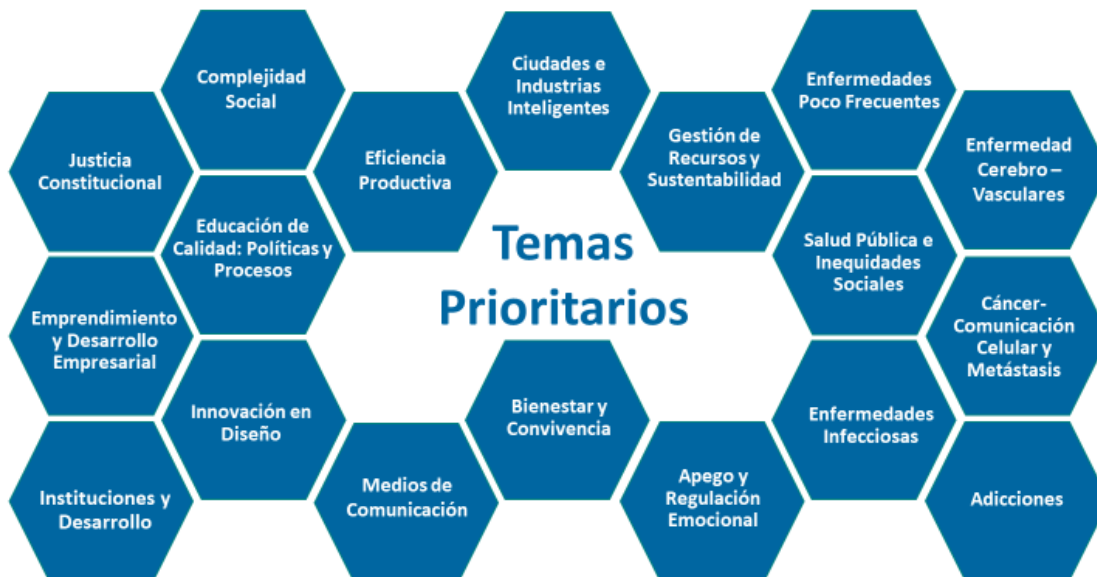 Complejidad
Social
Ciudades e
Industrias
Inteligentes
Enfermedades
Poco Frecuentes
Justicia
Constitucional
Eficiencia
Productiva
Gestión de
Recursos y
Sustentabilidad
Enfermedad
Cerebro –
Vasculares
Educación de
Calidad: Políticas y
Procesos
Temas
Prioritarios
Salud Pública e
Inequidades
Sociales
Emprendimiento
y Desarrollo
Empresarial
Cáncer-
Comunicación
Celular y
Metástasis
Innovación en
Diseño
Bienestar y
Convivencia
Enfermedades
Infecciosas
Instituciones y
Desarrollo
Medios de
Comunicación
Apego y
Regulación
Emocional
Adicciones